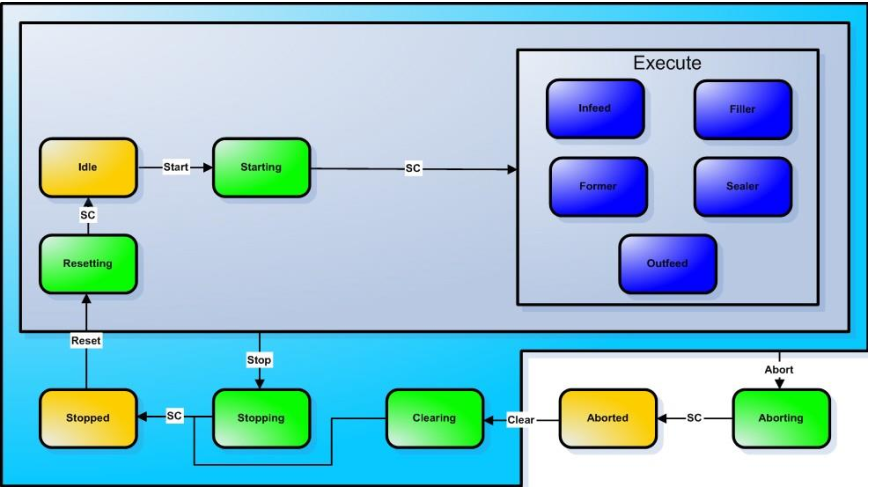 Execute
Infeed
Filler
Idle
Start
Starting
SC
Former
Sealer
SC
Resetting
Outfeed
Reset
Stop
Abort
Stopped
SC
Stopping
Clearing
Clear
Aborted
SC
Aborting